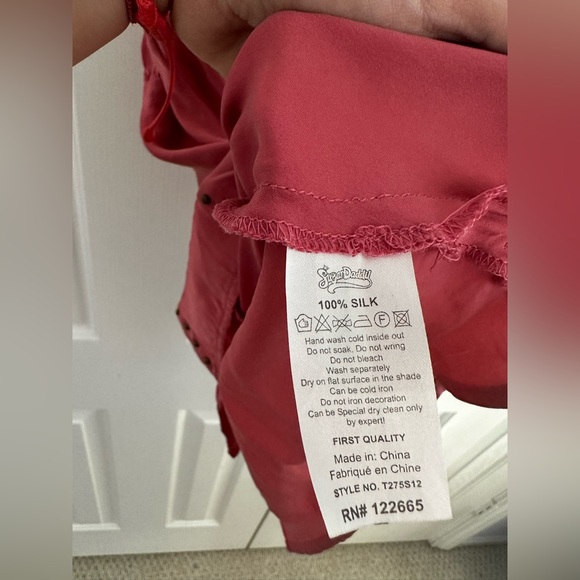 Sugar Daddy!
100% SILK
F
Hand wash cold inside out
Do not soak, Do not wring
Do not bleach
Wash separately
Dry on flat surface in the shade
Can be cold iron
Do not iron decoration
Can be Special dry clean only
by expert!
FIRST QUALITY
Made in: China
Fabriqué en Chine
STYLE NO. T275S12
RN# 122665